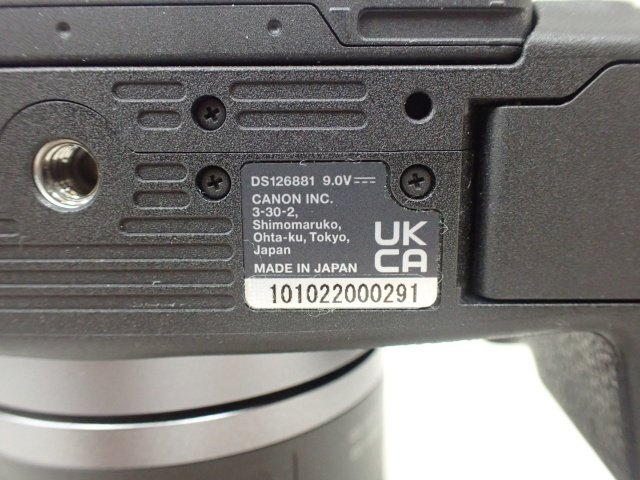 DS126881 9.0V⎓
CANON INC.
3-30-2,
Shimomaruko,
Ohta-ku, Tokyo,
Japan
MADE IN JAPAN
UK
CA
101022000291